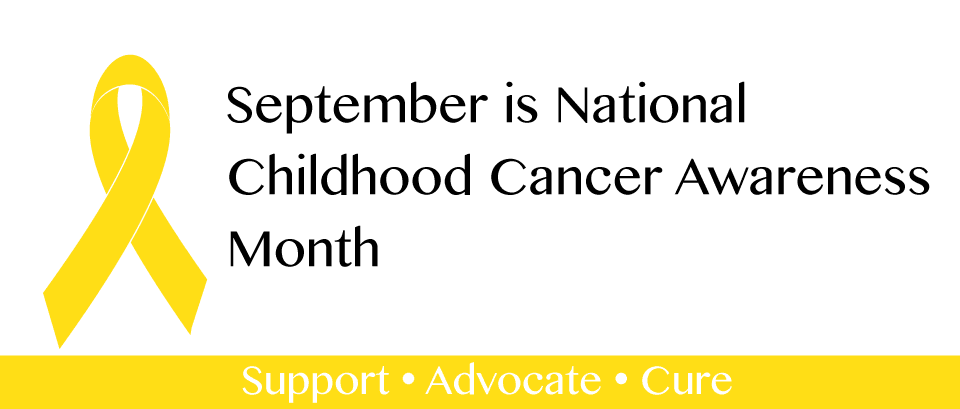 September is National
Childhood Cancer Awareness
Month
Support • Advocate • Cure